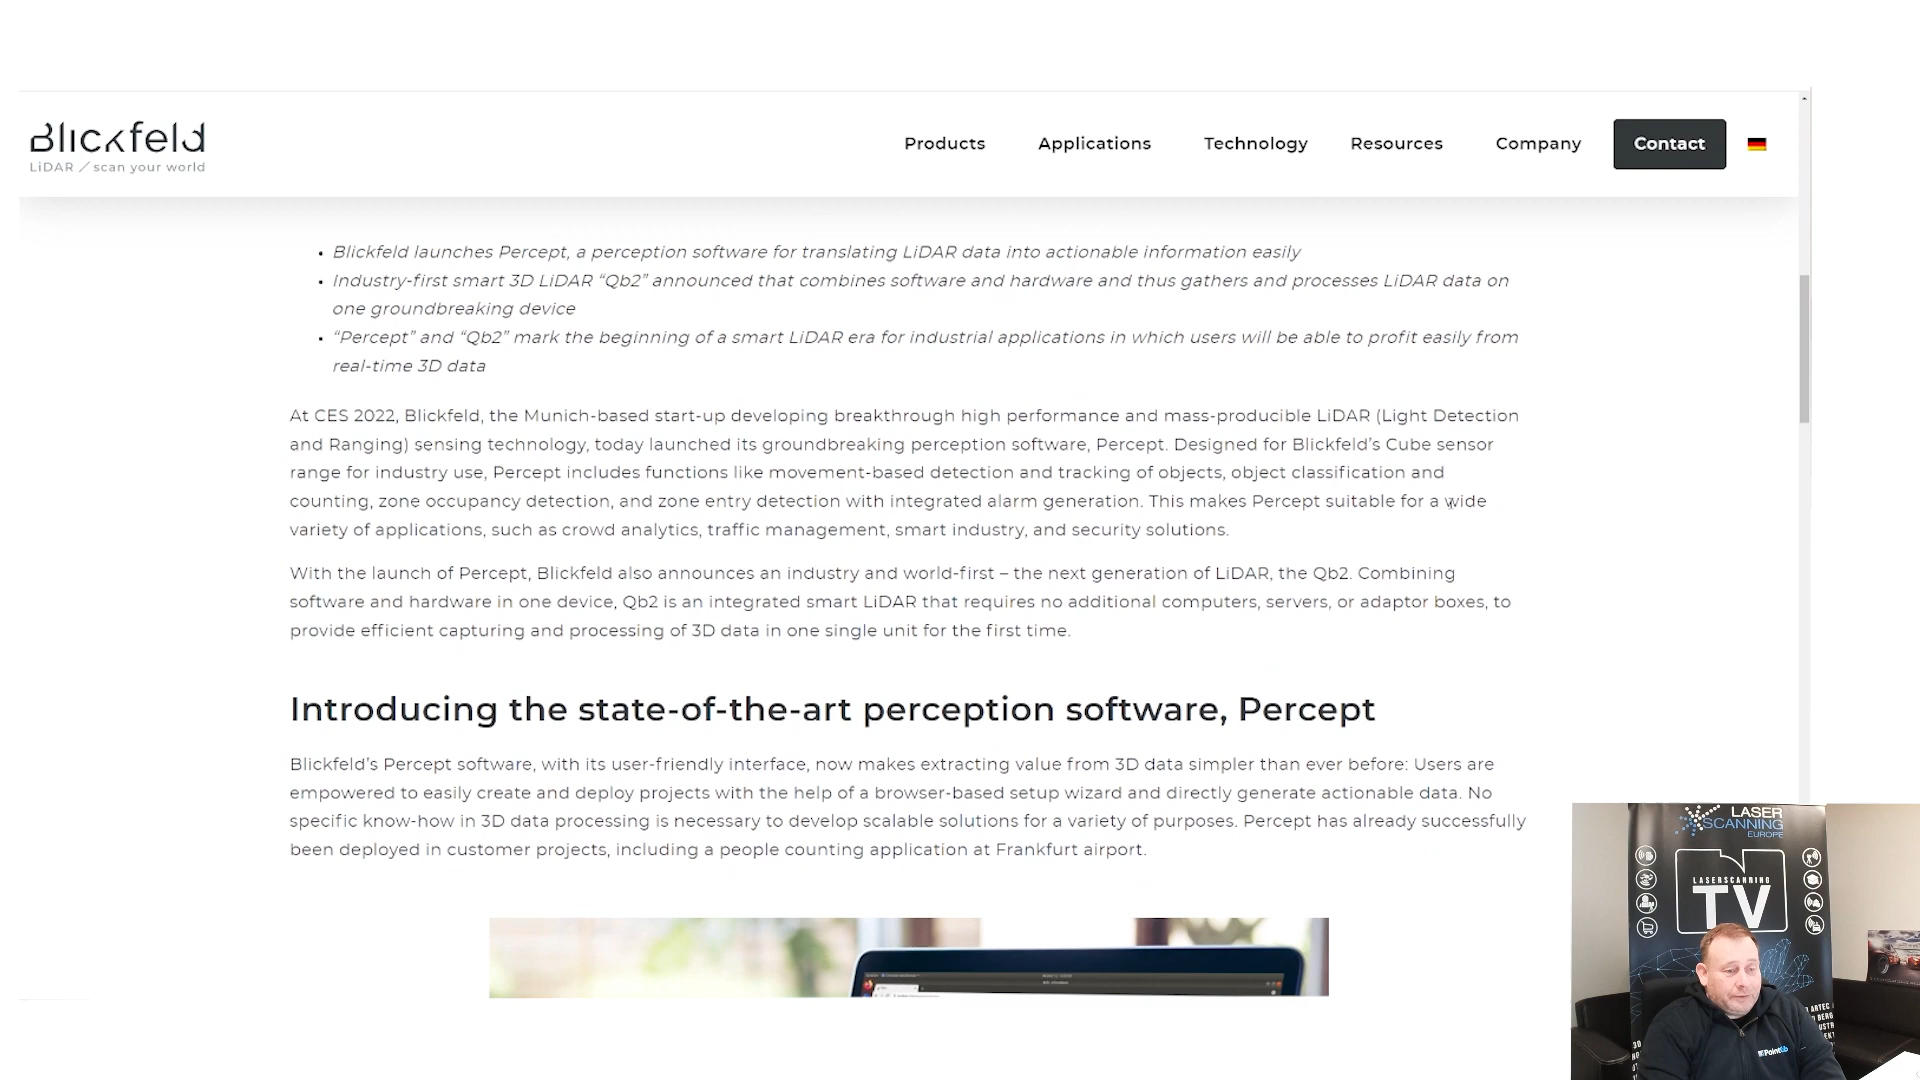 Blickfeld
LiDAR / scan your world
Products Applications Technology Resources Company Contact
• Blickfeld launches Percept, a perception software for translating LiDAR data into actionable information easily
• Industry-first smart 3D LiDAR “Qb2” announced that combines software and hardware and thus gathers and processes LiDAR data on
one groundbreaking device
• “Percept” and “Qb2” mark the beginning of a smart LiDAR era for industrial applications in which users will be able to profit easily from
real-time 3D data
At CES 2022, Blickfeld, the Munich-based start-up developing breakthrough high performance and mass-producible LiDAR (Light Detection
and Ranging) sensing technology, today launched its groundbreaking perception software, Percept. Designed for Blickfeld’s Cube sensor
range for industry use, Percept includes functions like movement-based detection and tracking of objects, object classification and
counting, zone occupancy detection, and zone entry detection with integrated alarm generation. This makes Percept suitable for a wide
variety of applications, such as crowd analytics, traffic management, smart industry, and security solutions.
With the launch of Percept, Blickfeld also announces an industry and world-first – the next generation of LiDAR, the Qb2. Combining
software and hardware in one device, Qb2 is an integrated smart LiDAR that requires no additional computers, servers, or adaptor boxes, to
provide efficient capturing and processing of 3D data in one single unit for the first time.
Introducing the state-of-the-art perception software, Percept
Blickfeld’s Percept software, with its user-friendly interface, now makes extracting value from 3D data simpler than ever before: Users are
empowered to easily create and deploy projects with the help of a browser-based setup wizard and directly generate actionable data. No
specific know-how in 3D data processing is necessary to develop scalable solutions for a variety of purposes. Percept has already successfully
been deployed in customer projects, including a people counting application at Frankfurt airport.
LASER
SCANNING
EUROPE
LASERSCANNING
TV
ARTEC
BERG